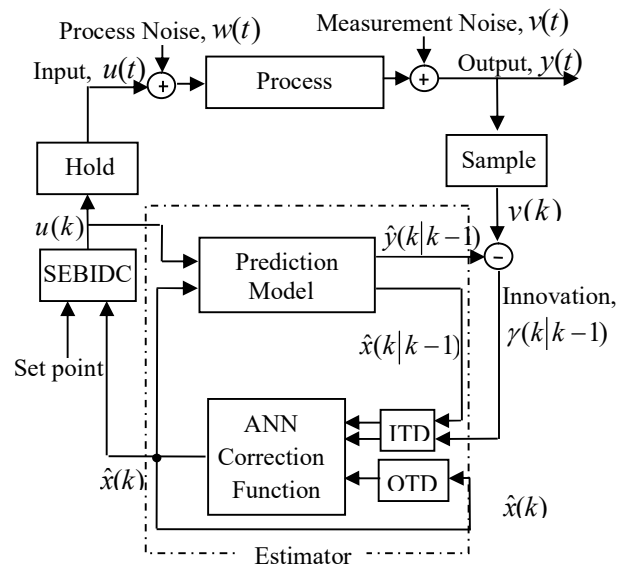 Process Noise, w(t)
Measurement Noise, v(t)
Input, u(t)
Output, y(t)
+
Process
+
Hold
Sample
u(k)
y(k)
SEBIDC
Prediction
Model
ŷ(k|k−1)
-
Innovation,
γ(k|k−1)
x̂(k|k−1)
Set point
ANN
Correction
Function
ITD
OTD
x̂(k)
x̂(k)
Estimator